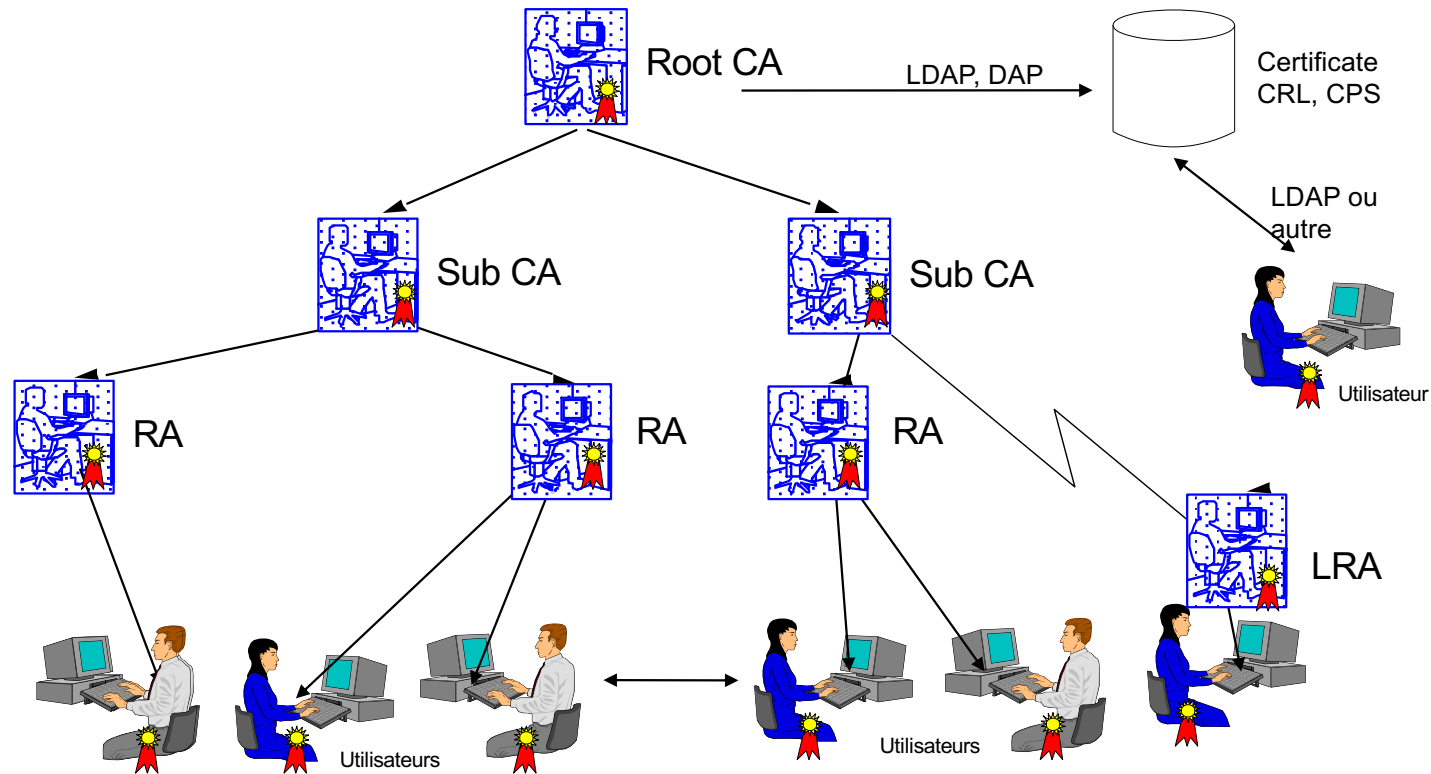 Root CA
LDAP, DAP
Certificate
CRL, CPS
LDAP ou
autre
Sub CA
Sub CA
Utilisateur
RA
RA
RA
LRA
Utilisateurs
Utilisateurs